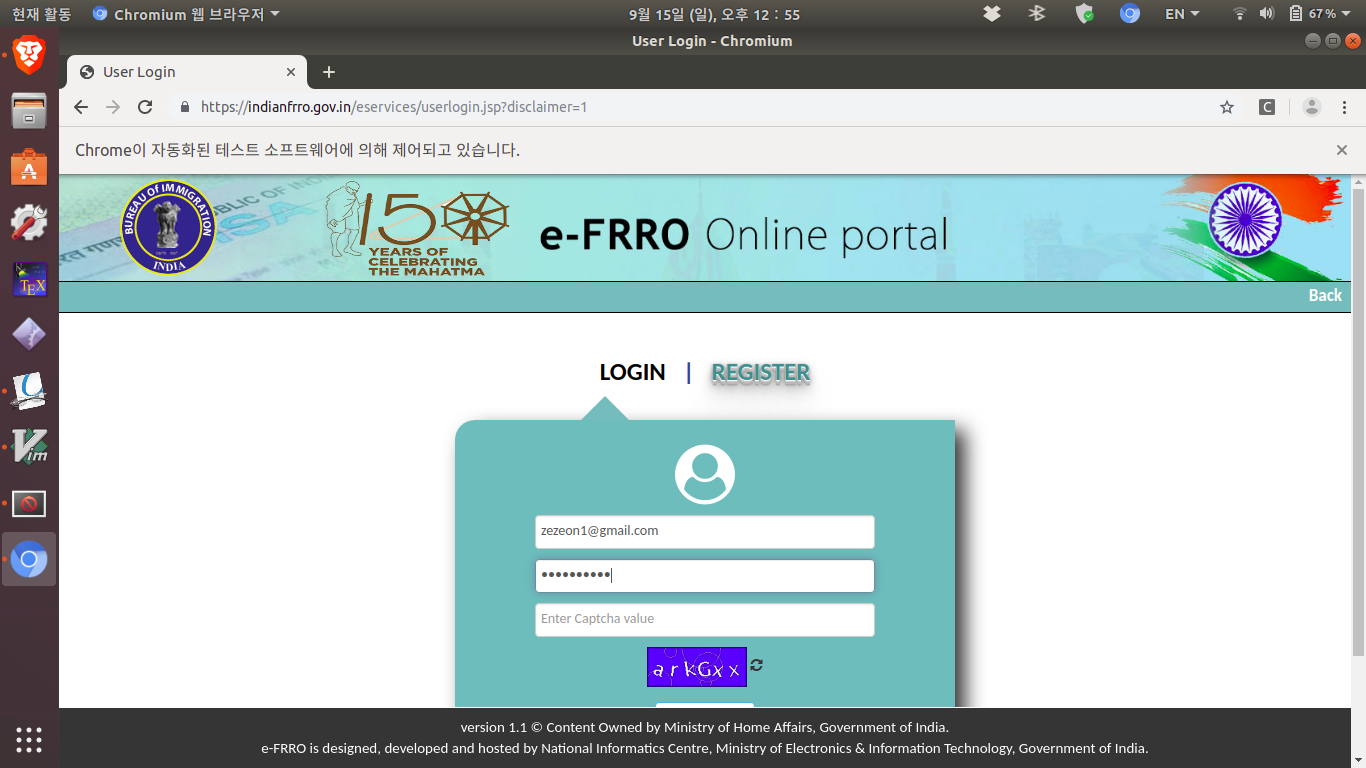 현재 활동
Chromium 웹 브라우저
9월 15일 (일), 오후 12 : 55
EN
67%
User Login - Chromium
User Login
https://indianfrro.gov.in/eservices/userlogin.jsp?disclaimer=1
C
Chrome이 자동화된 테스트 소프트웨어에 의해 제어되고 있습니다.
BUREAU OF IMMIGRATION
INDIA
150
YEARS OF
CELEBRATING
THE MAHATMA
e-FRRO Online portal
Back
LOGIN | REGISTER
zezeon1@gmail.com
••••••••••
Enter Captcha value
arkGxx
version 1.1 © Content Owned by Ministry of Home Affairs, Government of India.
e-FRRO is designed, developed and hosted by National Informatics Centre, Ministry of Electronics & Information Technology, Government of India.
TEX
Vim